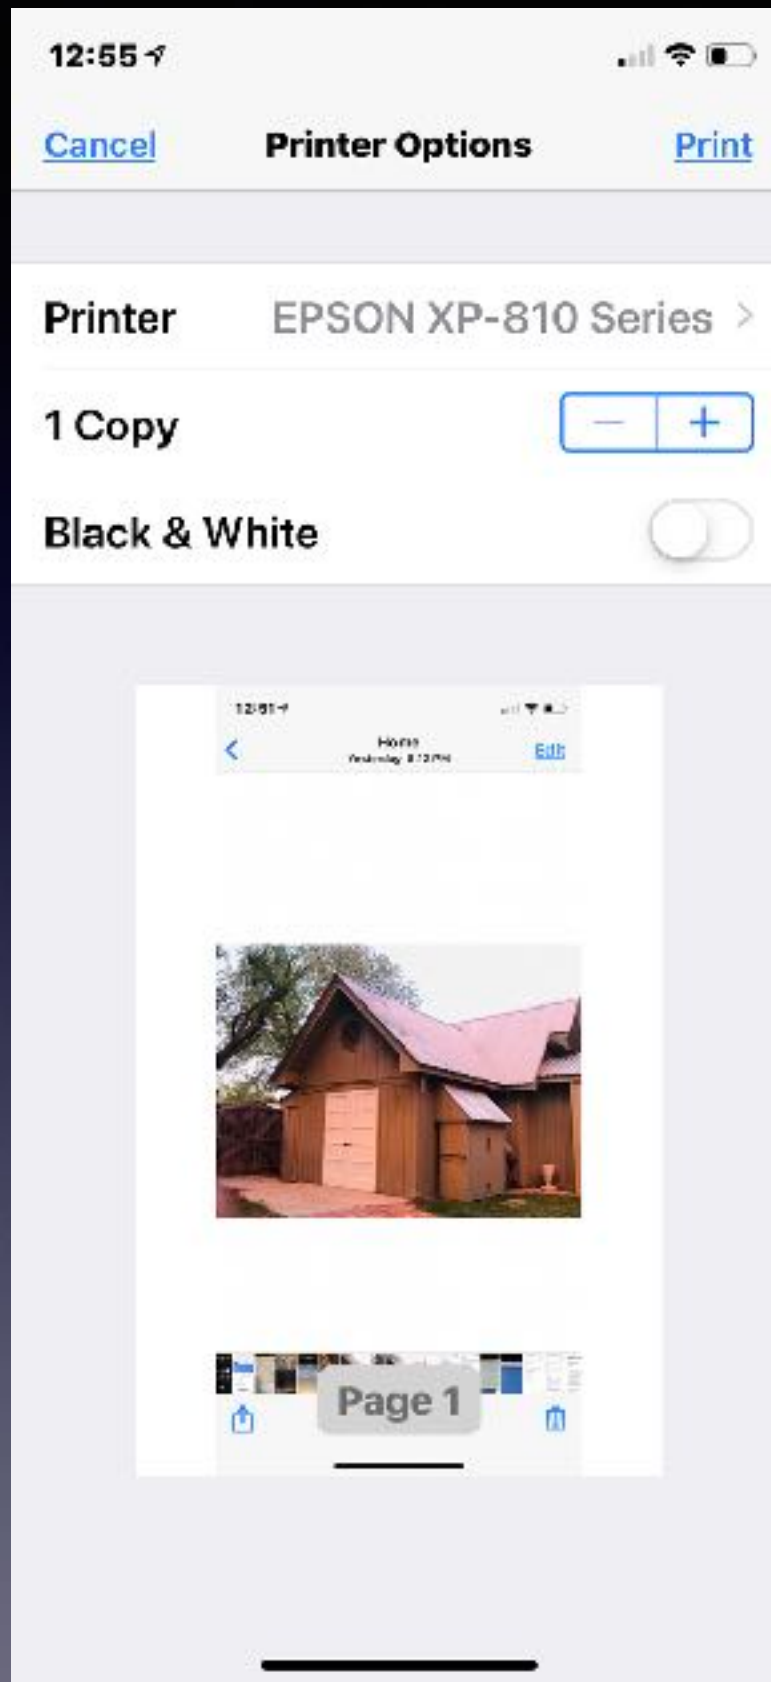 12:55
Cancel Printer Options Print
Printer EPSON XP-810 Series >
1 Copy − +
Black & White
Home
Edit
Page 1